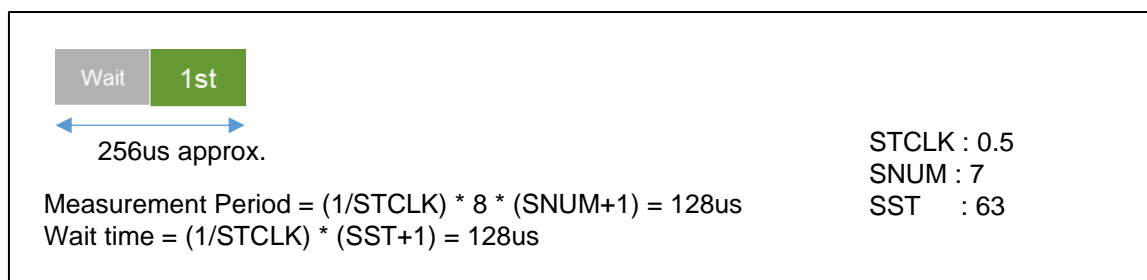 Wait 1st
256us approx.
Measurement Period = (1/STCLK) * 8 * (SNUM+1) = 128us
Wait time = (1/STCLK) * (SST+1) = 128us
STCLK : 0.5
SNUM : 7
SST : 63